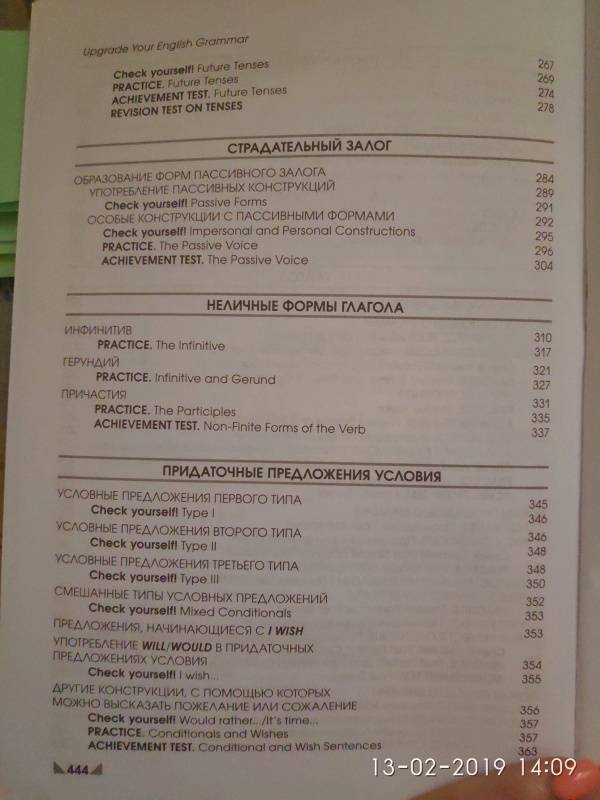 Upgrade Your English Grammar
Check yourself! Future Tenses 267
PRACTICE. Future Tenses 269
ACHIEVEMENT TEST. Future Tenses 274
REVISION TEST ON TENSES 278
СТРАДАТЕЛЬНЫЙ ЗАЛОГ
ОБРАЗОВАНИЕ ФОРМ ПАССИВНОГО ЗАЛОГА 284
УПОТРЕБЛЕНИЕ ПАССИВНЫХ КОНСТРУКЦИЙ 289
Check yourself! Passive Forms 291
ОСОБЫЕ КОНСТРУКЦИИ С ПАССИВНЫМИ ФОРМАМИ 292
Check yourself! Impersonal and Personal Constructions 295
PRACTICE. The Passive Voice 296
ACHIEVEMENT TEST. The Passive Voice 304
НЕЛИЧНЫЕ ФОРМЫ ГЛАГОЛА
ИНФИНИТИВ 310
PRACTICE. The Infinitive 317
ГЕРУНДИЙ 321
PRACTICE. Infinitive and Gerund 327
ПРИЧАСТИЯ 331
PRACTICE. The Participles 335
ACHIEVEMENT TEST. Non-Finite Forms of the Verb 337
ПРИДАТОЧНЫЕ ПРЕДЛОЖЕНИЯ УСЛОВИЯ
УСЛОВНЫЕ ПРЕДЛОЖЕНИЯ ПЕРВОГО ТИПА 345
Check yourself! Type I 346
УСЛОВНЫЕ ПРЕДЛОЖЕНИЯ ВТОРОГО ТИПА 346
Check yourself! Type II 348
УСЛОВНЫЕ ПРЕДЛОЖЕНИЯ ТРЕТЬЕГО ТИПА 348
Check yourself! Type III 350
СМЕШАННЫЕ ТИПЫ УСЛОВНЫХ ПРЕДЛОЖЕНИЙ 352
Check yourself! Mixed Conditionals 353
ПРЕДЛОЖЕНИЯ, НАЧИНАЮЩИЕСЯ С I WISH 353
УПОТРЕБЛЕНИЕ WILL/WOULD В ПРИДАТОЧНЫХ
ПРЕДЛОЖЕНИЯХ УСЛОВИЯ 354
Check yourself! I wish... 355
ДРУГИЕ КОНСТРУКЦИИ, С ПОМОЩЬЮ КОТОРЫХ
МОЖНО ВЫСКАЗАТЬ ПОЖЕЛАНИЕ ИЛИ СОЖАЛЕНИЕ 356
Check yourself! Would rather.../It's time... 357
PRACTICE. Conditionals and Wishes 357
ACHIEVEMENT TEST. Conditional and Wish Sentences 363
444
13-02-2019 14:09